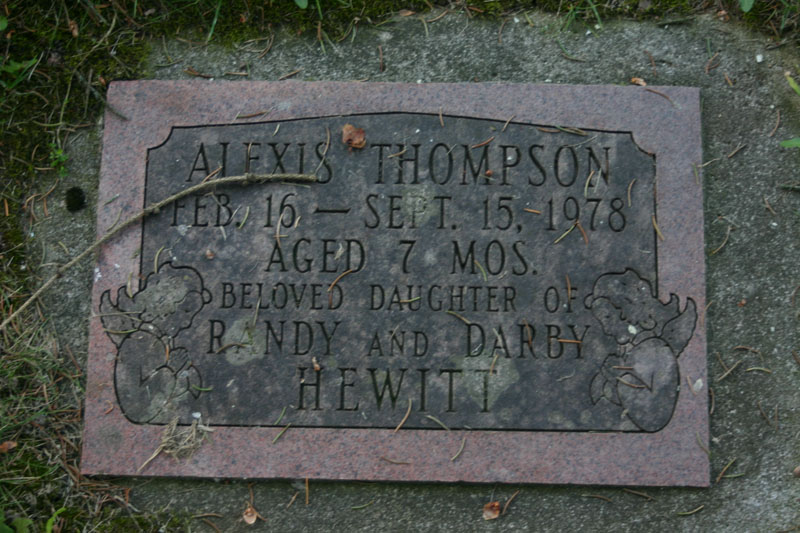 ALEXIS THOMPSON
FEB. 16 — SEPT. 15, 1978
AGED 7 MOS.
BELOVED DAUGHTER OF
RANDY AND DARBY
HEWITT